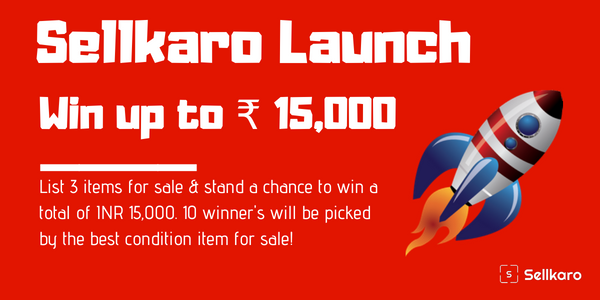 Sellkaro Launch
Win up to ₹ 15,000
List 3 items for sale & stand a chance to win a
total of INR 15,000. 10 winner's will be picked
by the best condition item for sale!
S Sellkaro